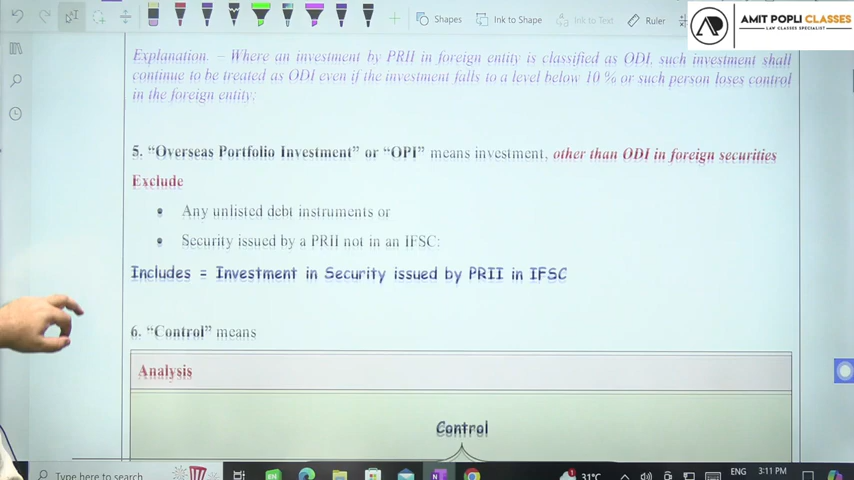 Shapes
Ink to Shape
Ink to Text
Ruler
AMIT POPLI CLASSES
LAW CLASSES SPECIALIST
Explanation. – Where an investment by PRII in foreign entity is classified as ODI, such investment shall
continue to be treated as ODI even if the investment falls to a level below 10 % or such person loses control
in the foreign entity;
5. “Overseas Portfolio Investment” or “OPI” means investment, other than ODI in foreign securities
Exclude
• Any unlisted debt instruments or
• Security issued by a PRII not in an IFSC:
Includes = Investment in Security issued by PRII in IFSC
6. “Control” means
Analysis
Control
Type here to search
31°C
ENG
3:11 PM